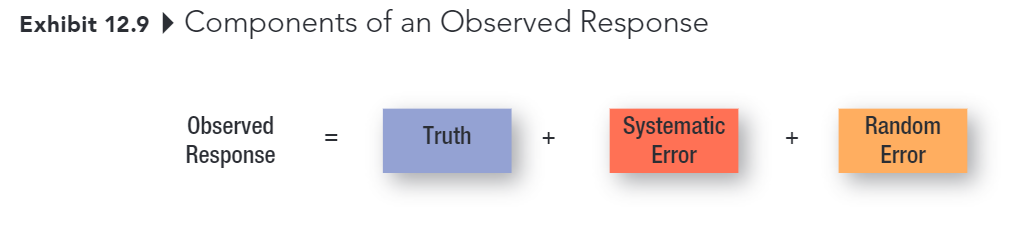 Exhibit 12.9 ▶ Components of an Observed Response
Observed
Response
=
Truth
+
Systematic
Error
+
Random
Error